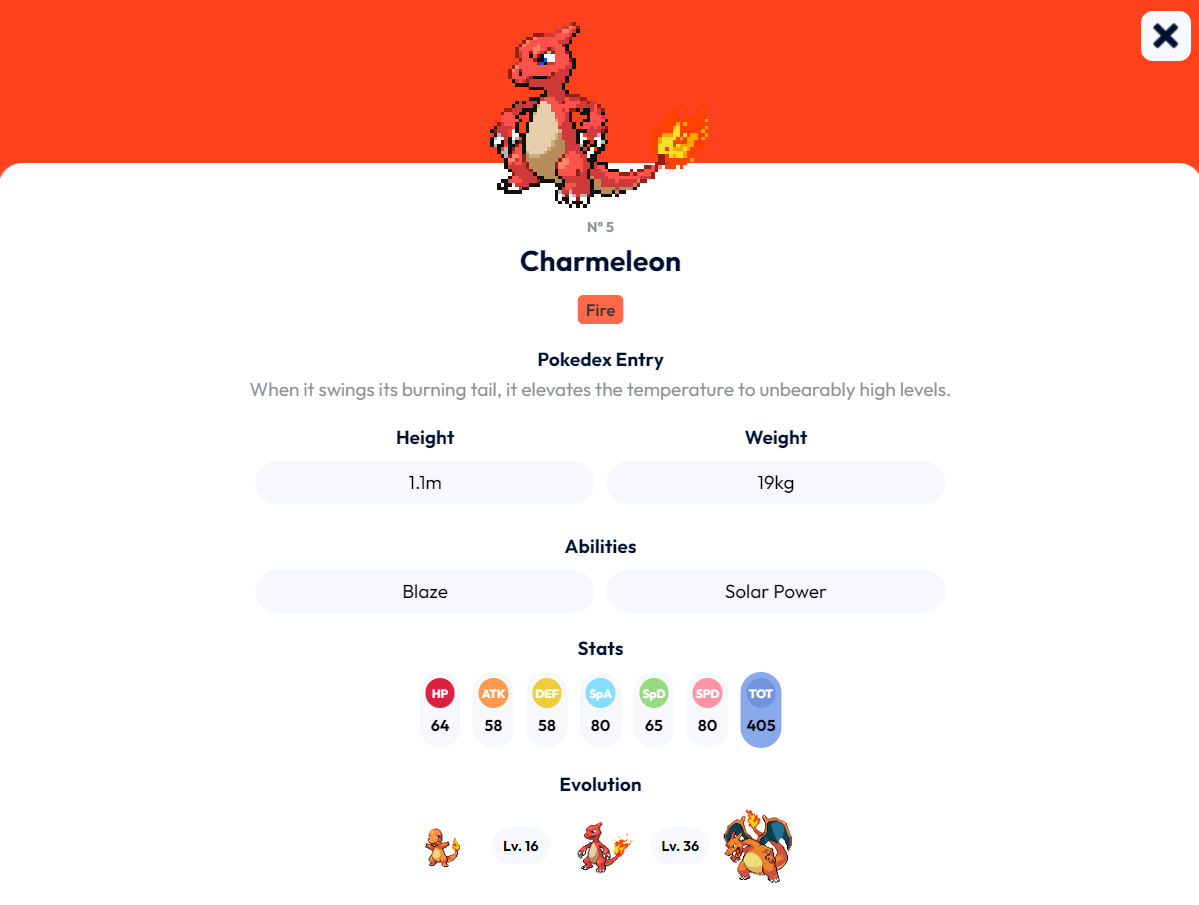 N° 5
Charmeleon
Fire
Pokedex Entry
When it swings its burning tail, it elevates the temperature to unbearably high levels.
Height Weight
1.1m 19kg
Abilities
Blaze Solar Power
Stats
HP ATK DEF SpA SpD SPD TOT
64 58 58 80 65 80 405
Evolution
Lv. 16 Lv. 36